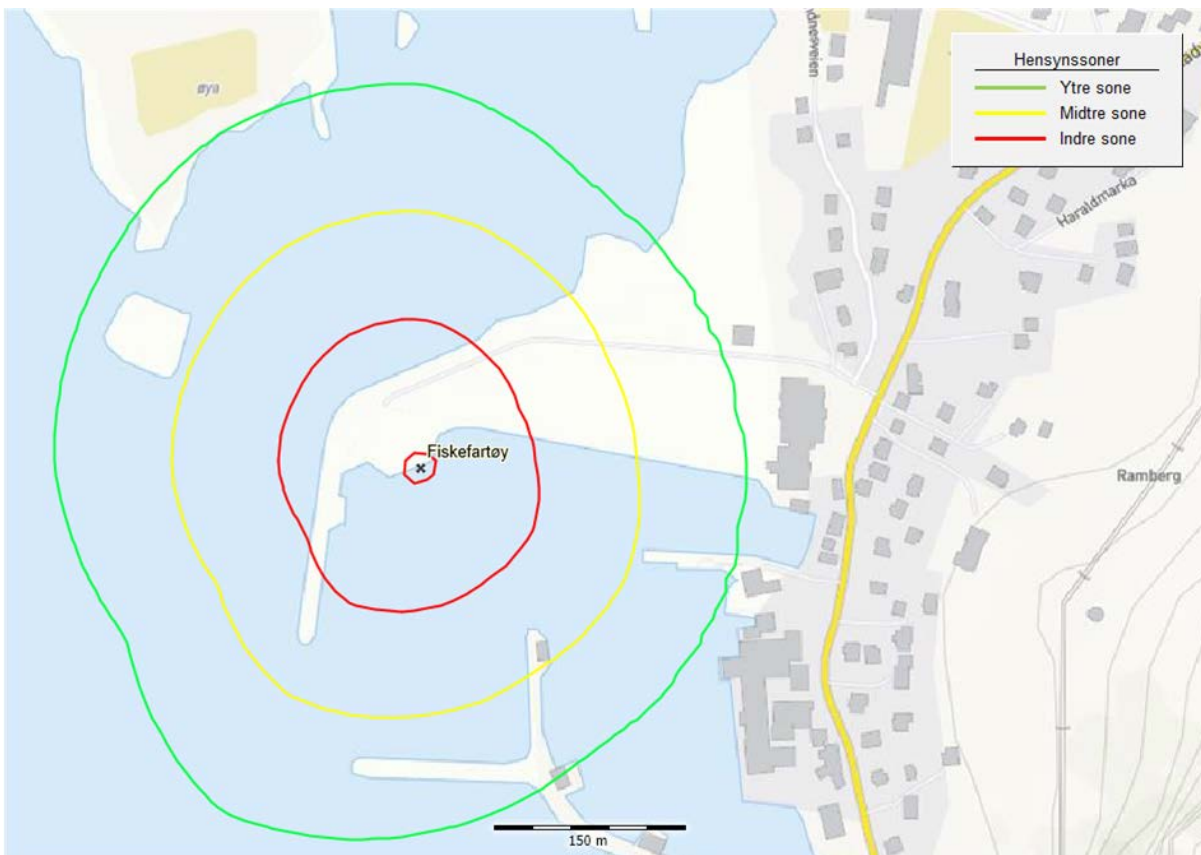 Hensynssoner
Ytre sone
Midtre sone
Indre sone
øya
Haraldmarka
Fiskefartøy
Ramberg
150 m